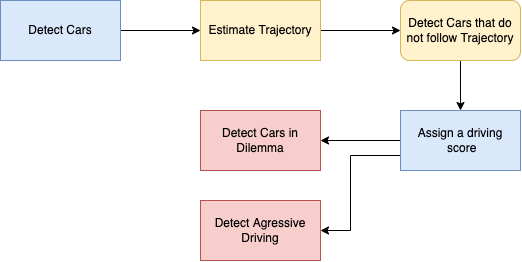 Detect Cars
Estimate Trajectory
Detect Cars that do
not follow Trajectory
Assign a driving
score
Detect Cars in
Dilemma
Detect Agressive
Driving